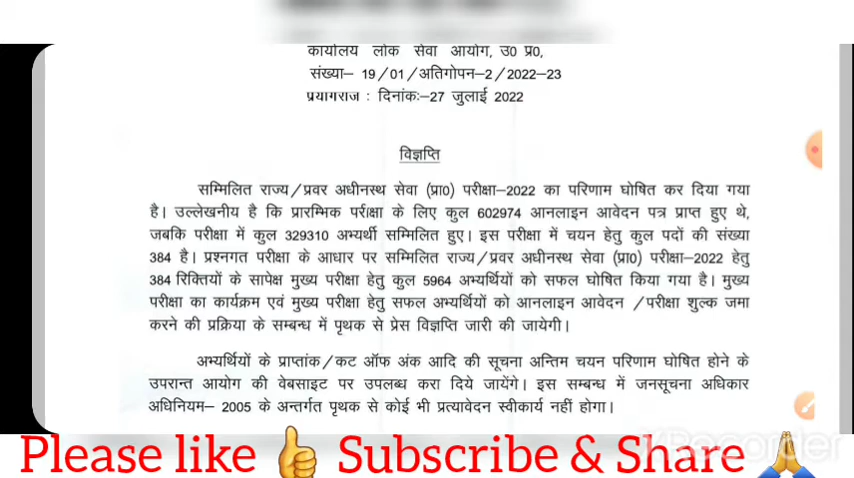 कार्यालय लोक सेवा आयोग, उ0 प्र0,
संख्या– 19/01/अतिगोपन–2/2022–23
प्रयागराज : दिनांकः–27 जुलाई 2022
विज्ञप्ति
सम्मिलित राज्य/प्रवर अधीनस्थ सेवा (प्रा0) परीक्षा–2022 का परिणाम घोषित कर दिया गया
है। उल्लेखनीय है कि प्रारम्भिक परीक्षा के लिए कुल 602974 आनलाइन आवेदन पत्र प्राप्त हुए थे,
जबकि परीक्षा में कुल 329310 अभ्यर्थी सम्मिलित हुए। इस परीक्षा में चयन हेतु कुल पदों की संख्या
384 है। प्रश्नगत परीक्षा के आधार पर सम्मिलित राज्य/प्रवर अधीनस्थ सेवा (प्रा0) परीक्षा–2022 हेतु
384 रिक्तियों के सापेक्ष मुख्य परीक्षा हेतु कुल 5964 अभ्यर्थियों को सफल घोषित किया गया है। मुख्य
परीक्षा का कार्यक्रम एवं मुख्य परीक्षा हेतु सफल अभ्यर्थियों को आनलाइन आवेदन /परीक्षा शुल्क जमा
करने की प्रक्रिया के सम्बन्ध में पृथक से प्रेस विज्ञप्ति जारी की जायेगी।
अभ्यर्थियों के प्राप्तांक/कट ऑफ अंक आदि की सूचना अन्तिम चयन परिणाम घोषित होने के
उपरान्त आयोग की वेबसाइट पर उपलब्ध करा दिये जायेंगे। इस सम्बन्ध में जनसूचना अधिकार
अधिनियम– 2005 के अन्तर्गत पृथक से कोई भी प्रत्यावेदन स्वीकार्य नहीं होगा।
XRecorder
Please like 👍 Subscribe & Share 🙏